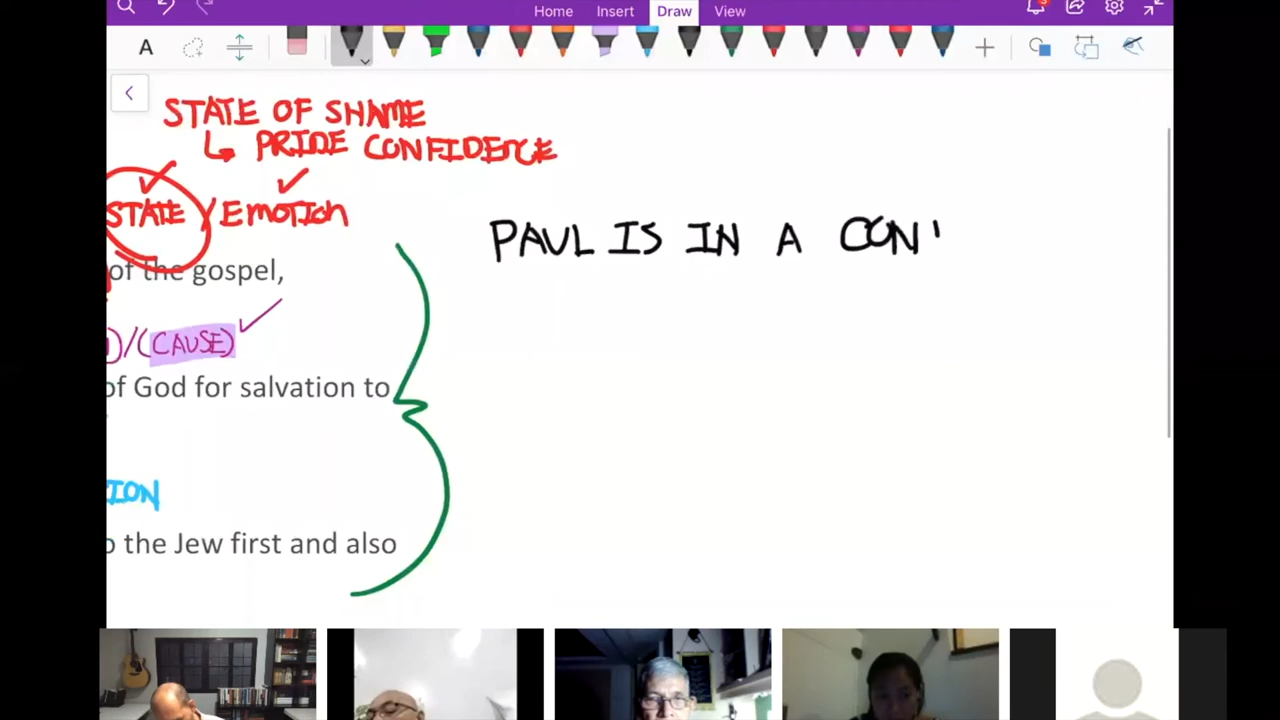 Home Insert Draw View
A
STATE OF SHAME
↳ PRIDE CONFIDENCE
STATE / EMOTION
PAUL IS IN A CON'
of the gospel,
)/(CAUSE)
of God for salvation to
ION
the Jew first and also